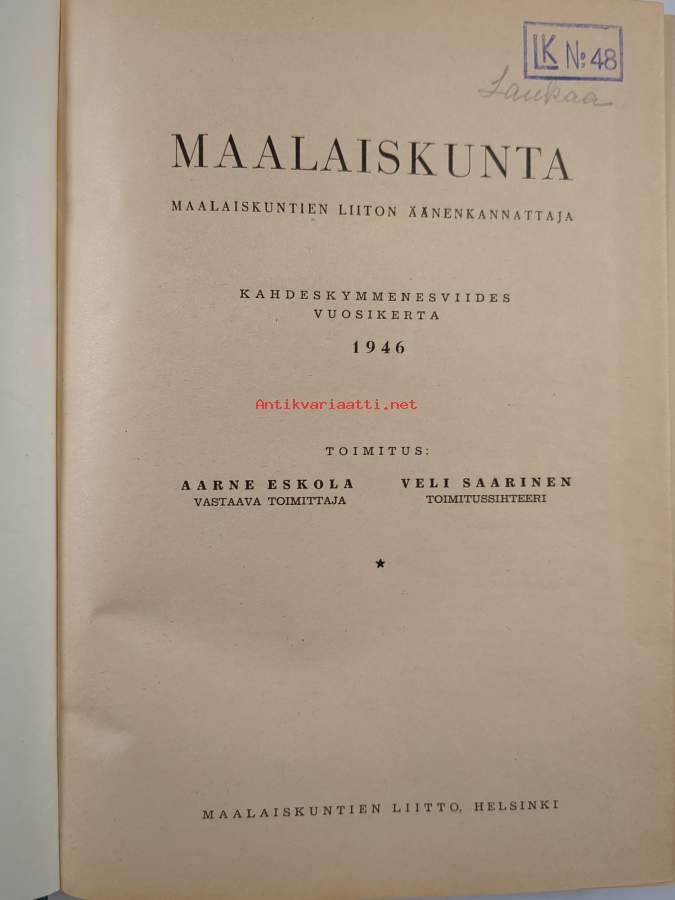 LK No: 48
Laukaa
MAALAISKUNTA
MAALAISKUNTIEN LIITON ÄÄNENKANNATTAJA
KAHDESKYMMENESVIIDES
VUOSIKERTA
1946
Antikvariaatti.net
TOIMITUS:
AARNE ESKOLA VELI SAARINEN
VASTAAVA TOIMITTAJA TOIMITUSSIHTEERI
★
MAALAISKUNTIEN LIITTO, HELSINKI